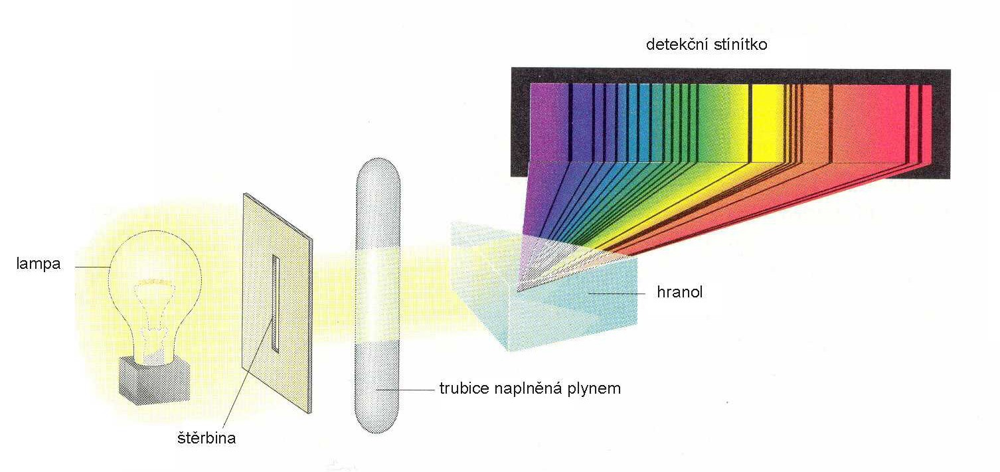 detekční stínítko
lampa
hranol
trubice naplněná plynem
štěrbina